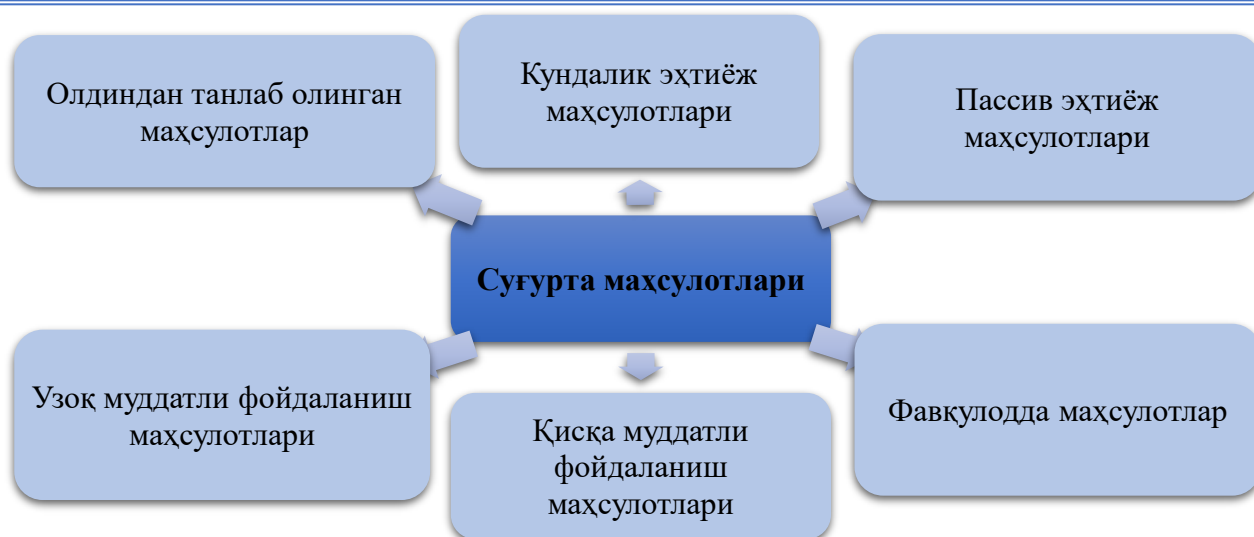 Олдиндан танлаб олинган
маҳсулотлар
Кундалик эҳтиёж
маҳсулотлари
Пассив эҳтиёж
маҳсулотлари
Суғурта маҳсулотлари
Узоқ муддатли фойдаланиш
маҳсулотлари
Қисқа муддатли
фойдаланиш
маҳсулотлари
Фавқулодда маҳсулотлар